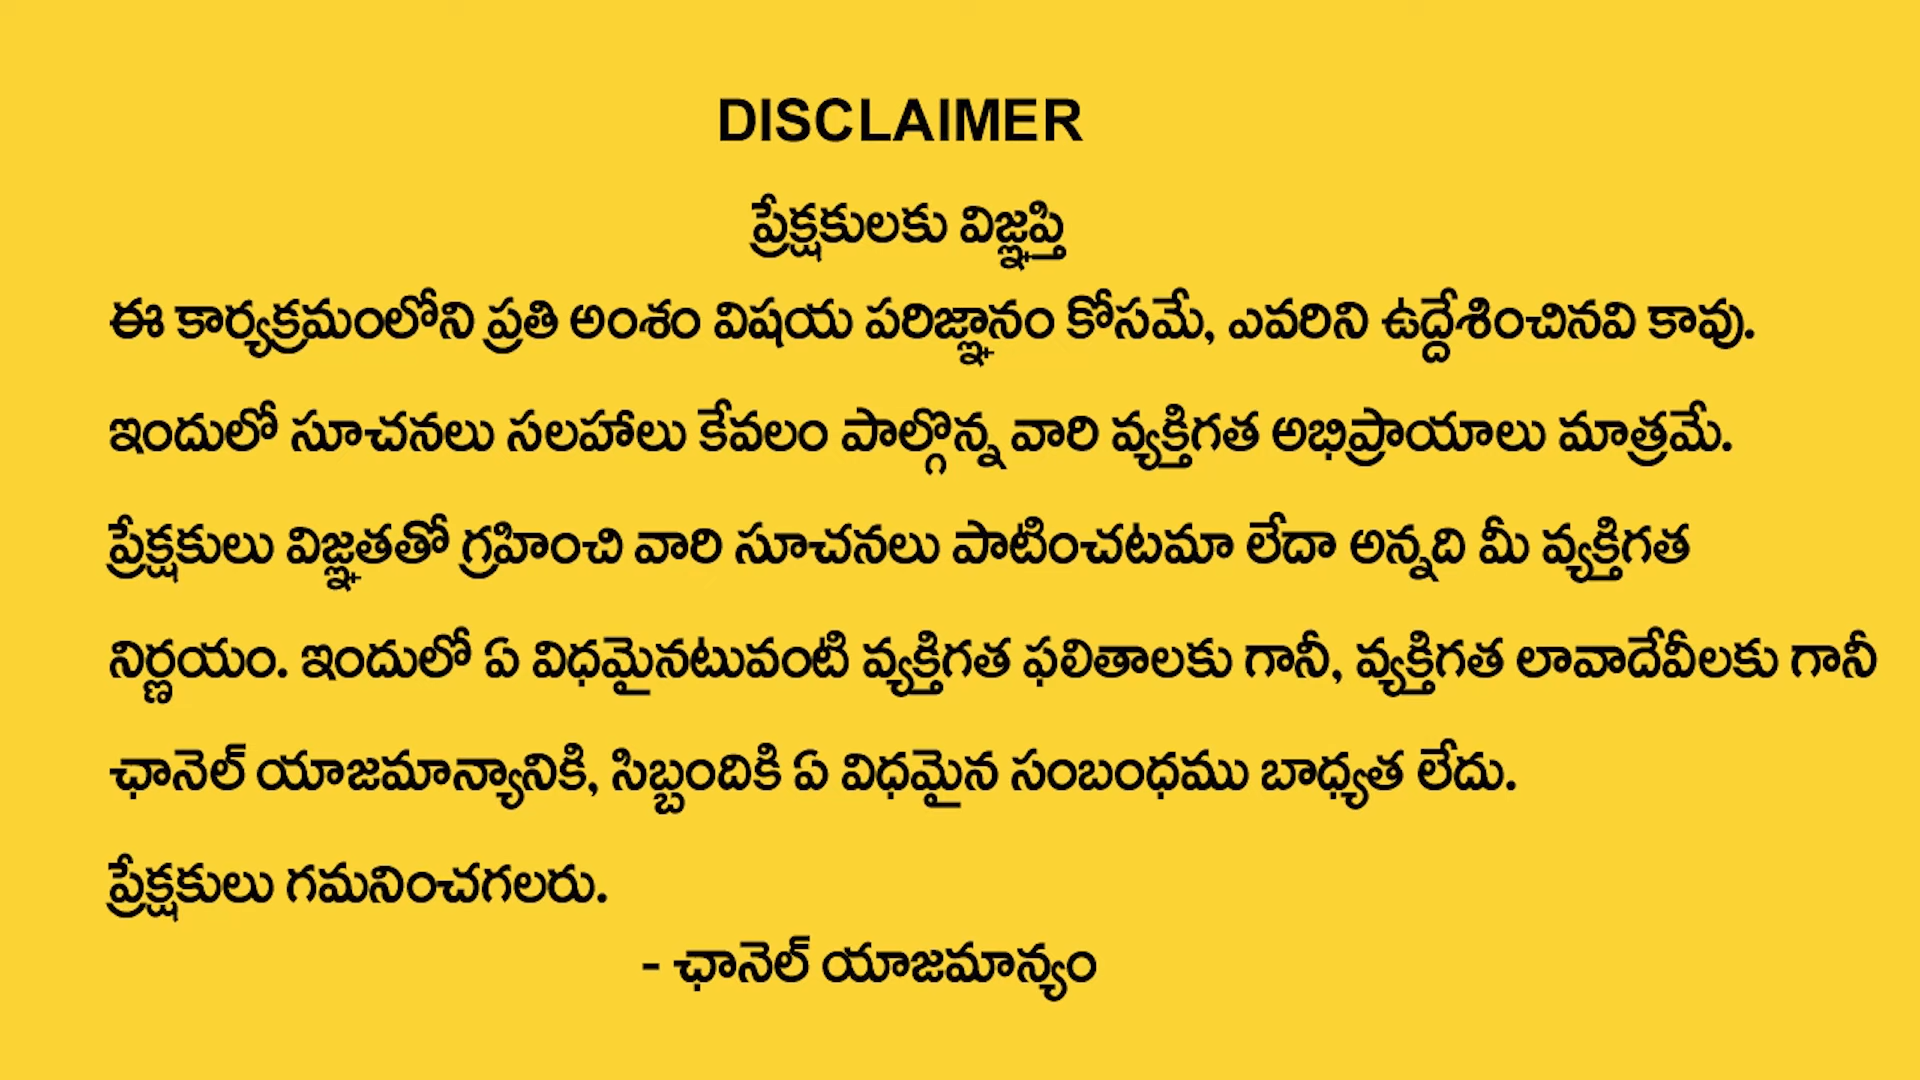 DISCLAIMER
ప్రేక్షకులకు విజ్ఞప్తి
ఈ కార్యక్రమంలోని ప్రతి అంశం విషయ పరిజ్ఞానం కోసమే, ఎవరిని ఉద్దేశించినవి కావు.
ఇందులో సూచనలు సలహాలు కేవలం పాల్గొన్న వారి వ్యక్తిగత అభిప్రాయాలు మాత్రమే.
ప్రేక్షకులు విజ్ఞతతో గ్రహించి వారి సూచనలు పాటించటమా లేదా అన్నది మీ వ్యక్తిగత
నిర్ణయం. ఇందులో ఏ విధమైనటువంటి వ్యక్తిగత ఫలితాలకు గానీ, వ్యక్తిగత లావాదేవీలకు గానీ
ఛానెల్ యాజమాన్యానికి, సిబ్బందికి ఏ విధమైన సంబంధము బాధ్యత లేదు.
ప్రేక్షకులు గమనించగలరు.
- ఛానెల్ యాజమాన్యం